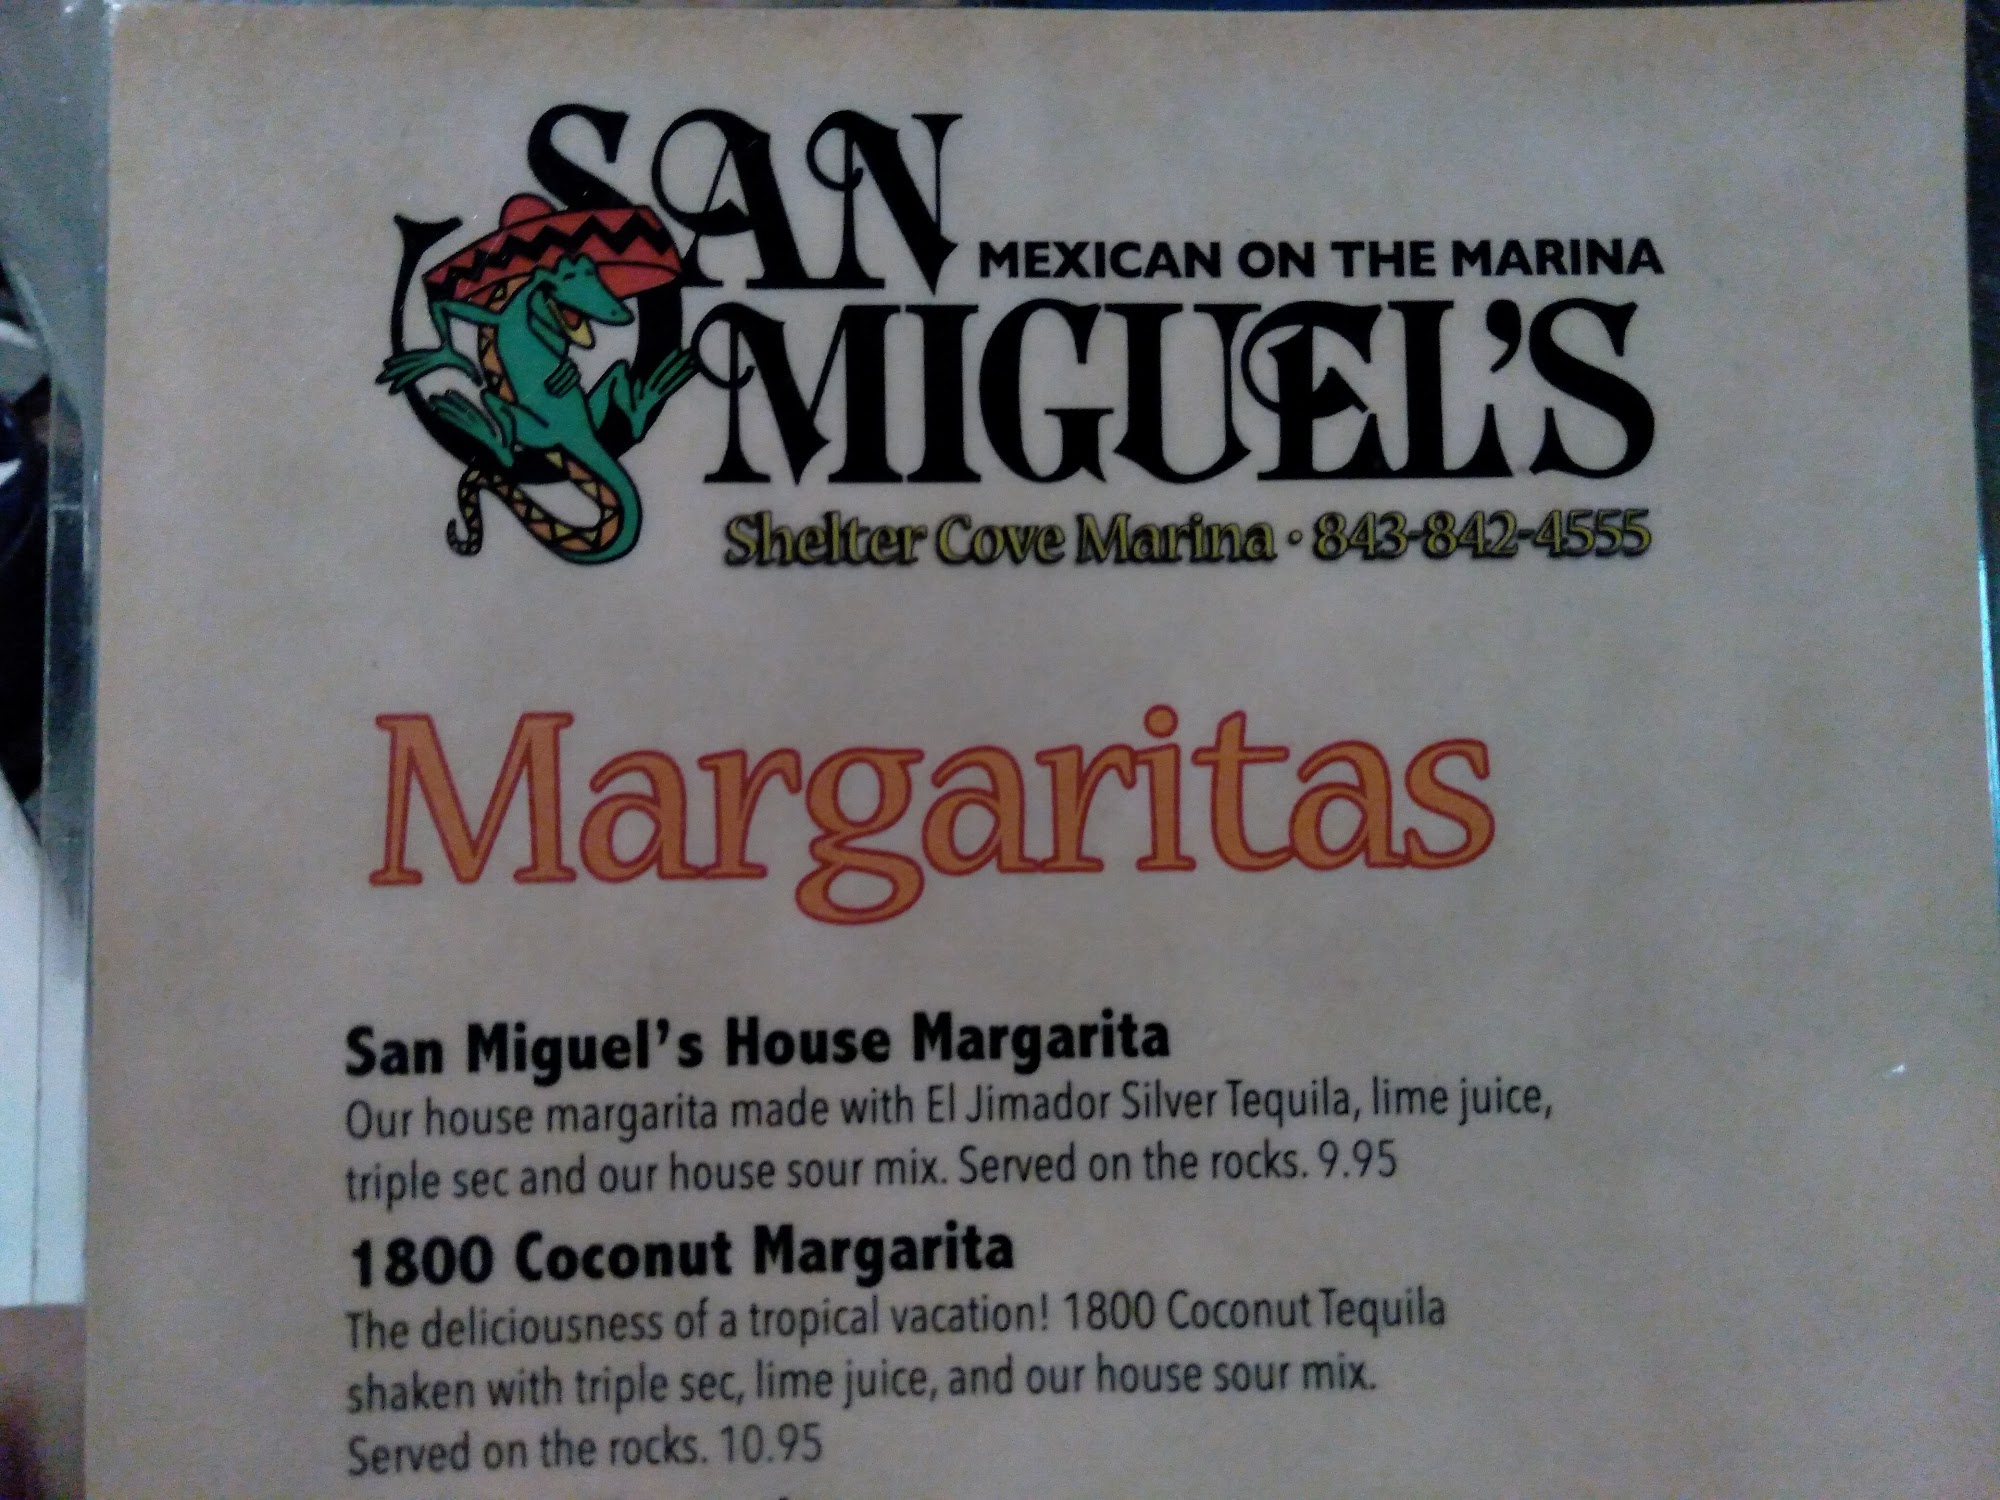 SAN
MEXICAN ON THE MARINA
MIGUEL'S
Shelter Cove Marina • 843-842-4555
Margaritas
San Miguel's House Margarita
Our house margarita made with El Jimador Silver Tequila, lime juice,
triple sec and our house sour mix. Served on the rocks. 9.95
1800 Coconut Margarita
The deliciousness of a tropical vacation! 1800 Coconut Tequila
shaken with triple sec, lime juice, and our house sour mix.
Served on the rocks. 10.95